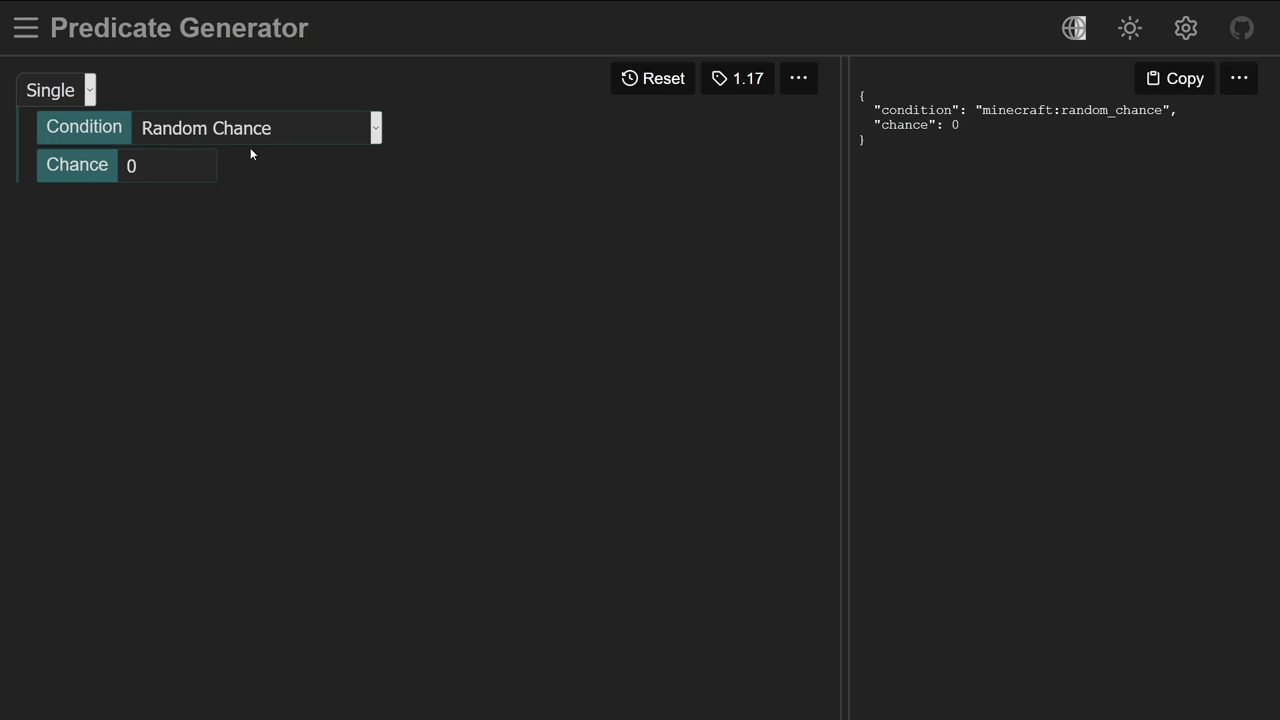 Predicate Generator
Single
Reset
1.17
Condition
Random Chance
Chance
0
Copy
{
"condition": "minecraft:random_chance",
"chance": 0
}